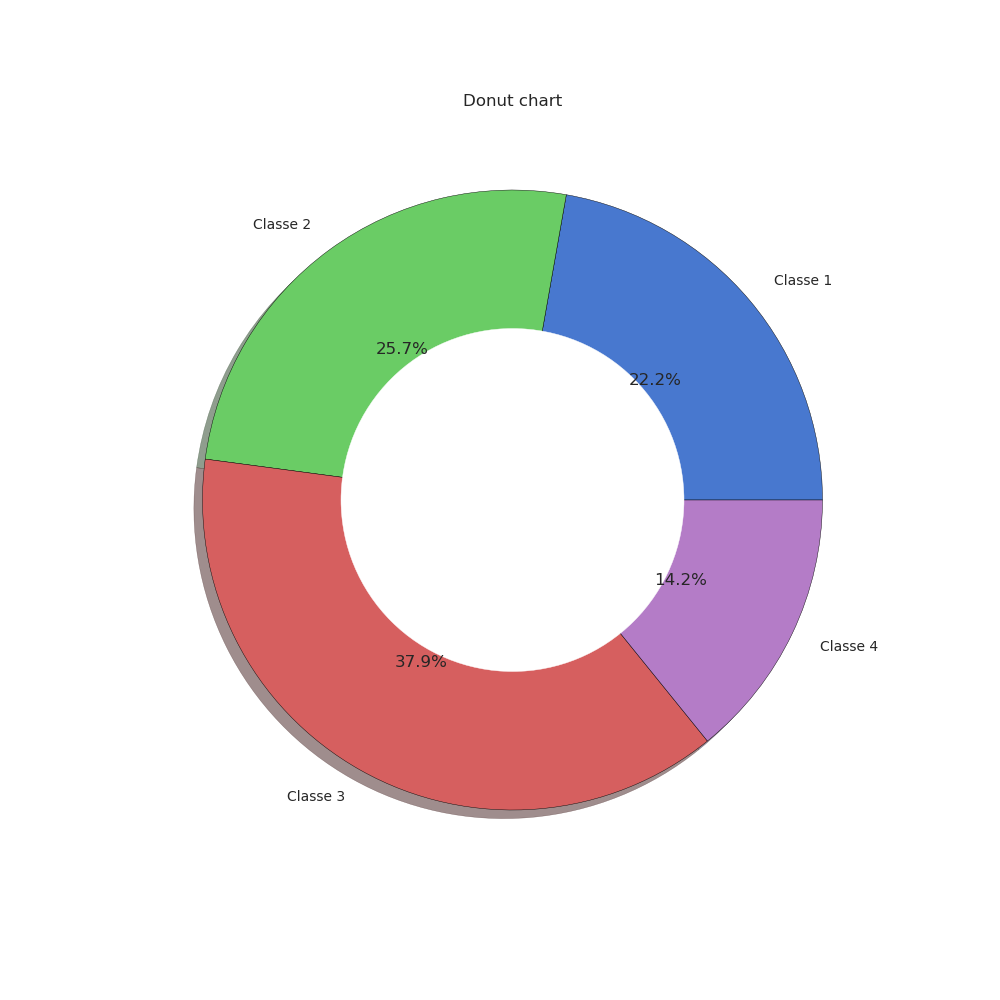 Donut chart
Classe 2
Classe 1
25.7%
22.2%
14.2%
Classe 4
37.9%
Classe 3